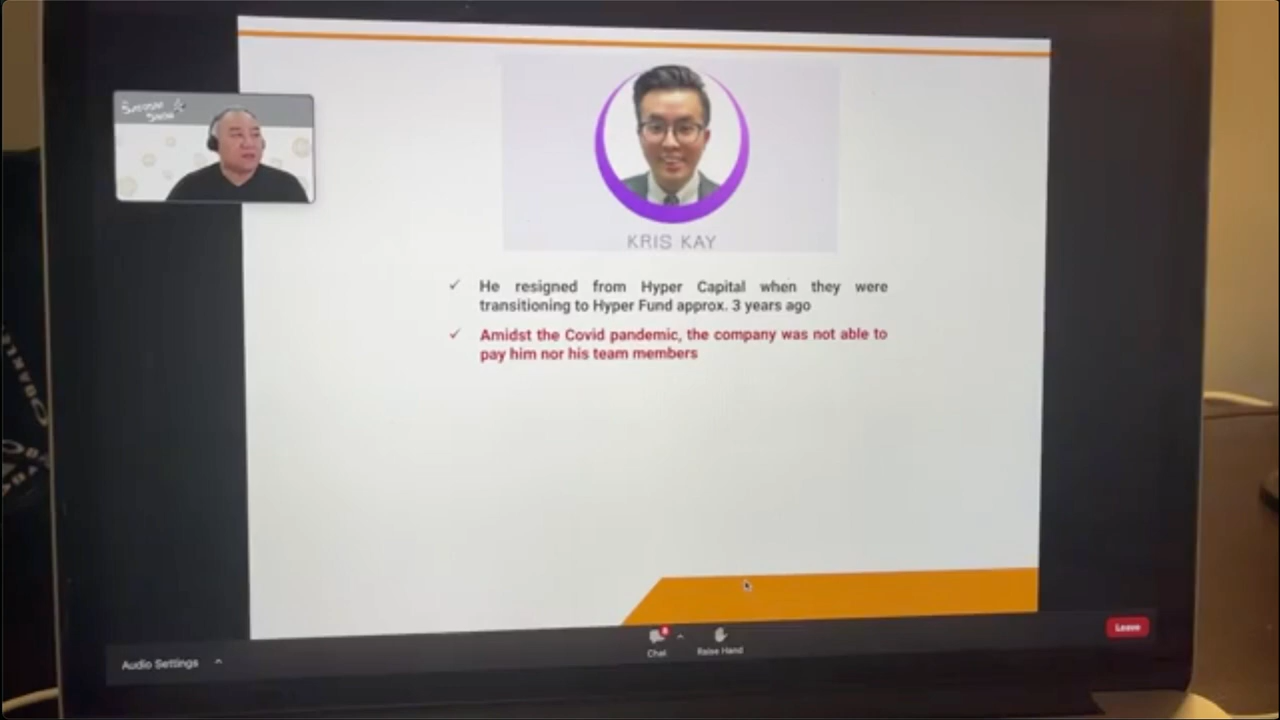 KRIS KAY
He resigned from Hyper Capital when they were
transitioning to Hyper Fund approx. 3 years ago
Amidst the Covid pandemic, the company was not able to
pay him nor his team members
Chat
Raise Hand
Leave
Audio Settings